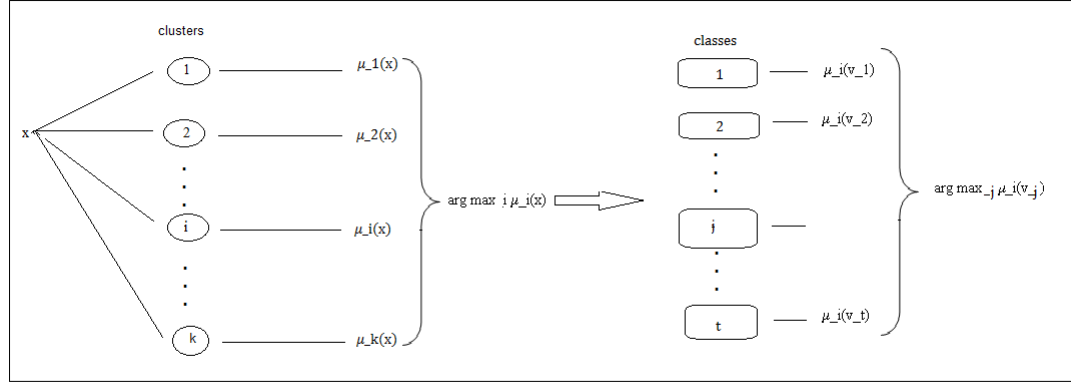 clusters
1
μ_1(x)
x
2
μ_2(x)
i
μ_i(x)
k
μ_k(x)
arg max_i μ_i(x)
classes
1
μ_i(v_1)
2
μ_i(v_2)
j
t
μ_i(v_t)
arg max_j μ_i(v_j)